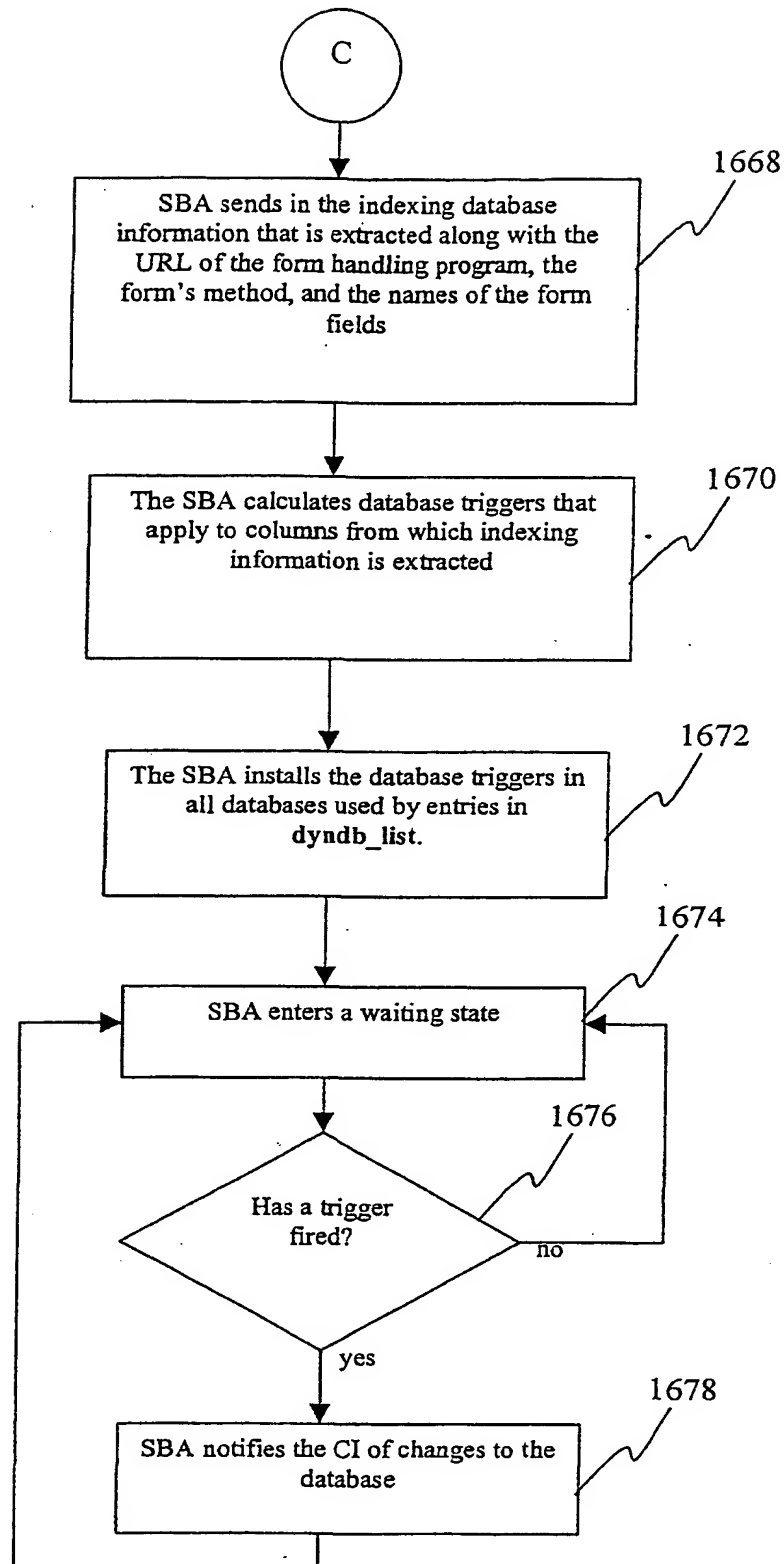 C
1668
SBA sends in the indexing database
information that is extracted along with the
URL of the form handling program, the
form's method, and the names of the form
fields
1670
The SBA calculates database triggers that
apply to columns from which indexing
information is extracted
1672
The SBA installs the database triggers in
all databases used by entries in
dyndb_list.
1674
SBA enters a waiting state
1676
Has a trigger
fired?
no
yes
1678
SBA notifies the CI of changes to the
database